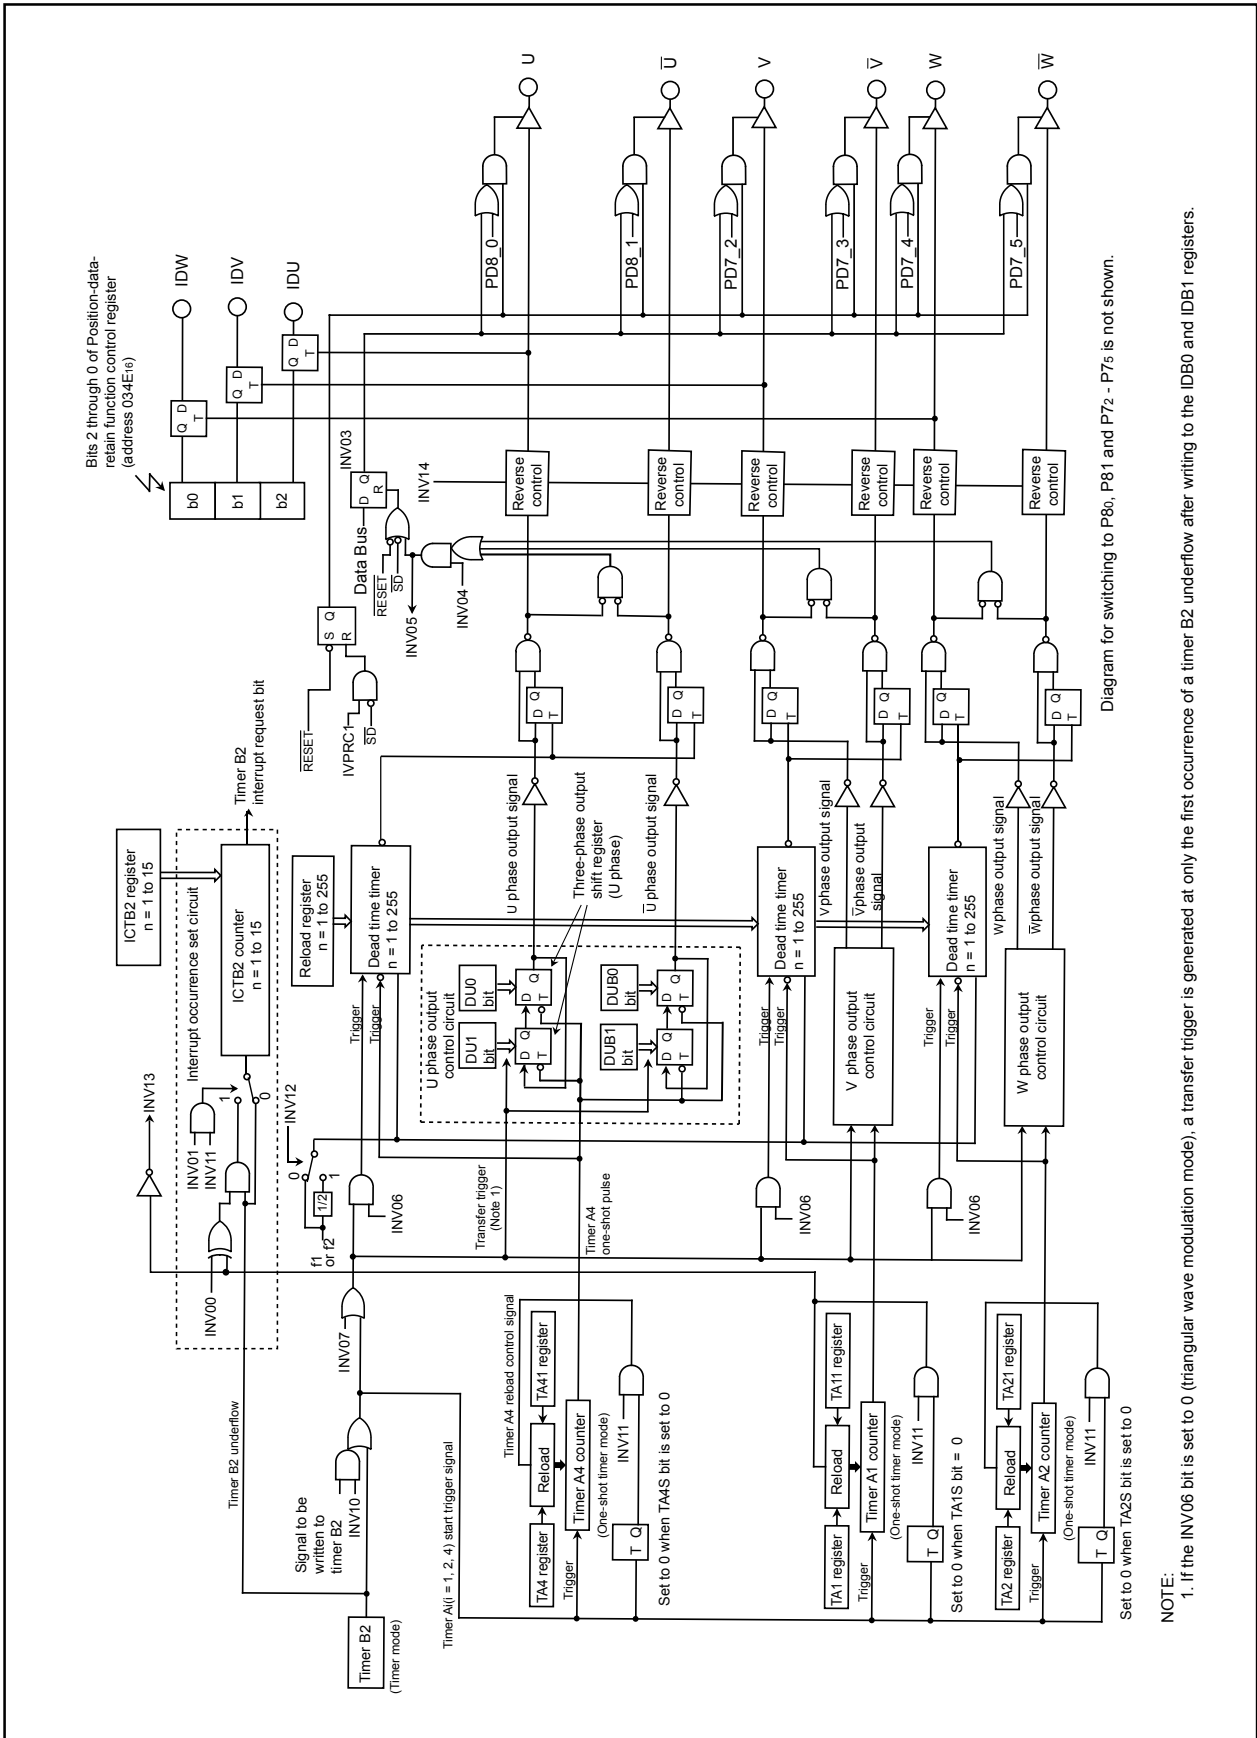 Bits 2 through 0 of Position-data-
retain function control register
(address 034E16)
b0
b1
b2
Q D
T
IDW
Q D
T
IDV
Q D
T
IDU
ICTB2 register
n = 1 to 15
Interrupt occurrence set circuit
ICTB2 counter
n = 1 to 15
Timer B2
interrupt request bit
INV13
INV00
INV01
INV11
1
0
RESET
IVPRC1
SD
S Q
R
Data Bus
D Q
R
INV03
RESET
SD
INV05
INV04
INV14
Timer B2 underflow
Signal to be
written to
timer B2
INV10
Timer B2
(Timer mode)
INV07
f1
or f2
1/2
0
1
INV12
INV06
Trigger
Trigger
Reload register
n = 1 to 255
Dead time timer
n = 1 to 255
Timer Ai(i = 1, 2, 4) start trigger signal
Timer A4 reload control signal
TA4 register
Reload
TA41 register
Trigger
Timer A4 counter
(One-shot timer mode)
T Q
INV11
Set to 0 when TA4S bit is set to 0
Transfer trigger
(Note 1)
Timer A4
one-shot pulse
U phase output
control circuit
DU1
bit
DU0
bit
D Q
T
D Q
T
DUB1
bit
DUB0
bit
D Q
T
D Q
T
U phase output signal
Three-phase output
shift register
(U phase)
U phase output signal
D Q
T
D Q
T
Reverse
control
Reverse
control
PD8_0
U
PD8_1
U
TA1 register
Reload
TA11 register
Trigger
Timer A1 counter
(One-shot timer mode)
T Q
INV11
Set to 0 when TA1S bit = 0
INV06
Trigger
Trigger
Dead time timer
n = 1 to 255
V phase output
control circuit
V phase output signal
V phase output
signal
D Q
T
D Q
T
Reverse
control
Reverse
control
PD7_2
V
PD7_3
V
TA2 register
Reload
TA21 register
Trigger
Timer A2 counter
(One-shot timer mode)
T Q
INV11
Set to 0 when TA2S bit is set to 0
INV06
Trigger
Trigger
Dead time timer
n = 1 to 255
W phase output
control circuit
W phase output signal
W phase output signal
D Q
T
D Q
T
Reverse
control
Reverse
control
PD7_4
W
PD7_5
W
Diagram for switching to P80, P81 and P72 - P75 is not shown.
NOTE:
1. If the INV06 bit is set to 0 (triangular wave modulation mode), a transfer trigger is generated at only the first occurrence of a timer B2 underflow after writing to the IDB0 and IDB1 registers.